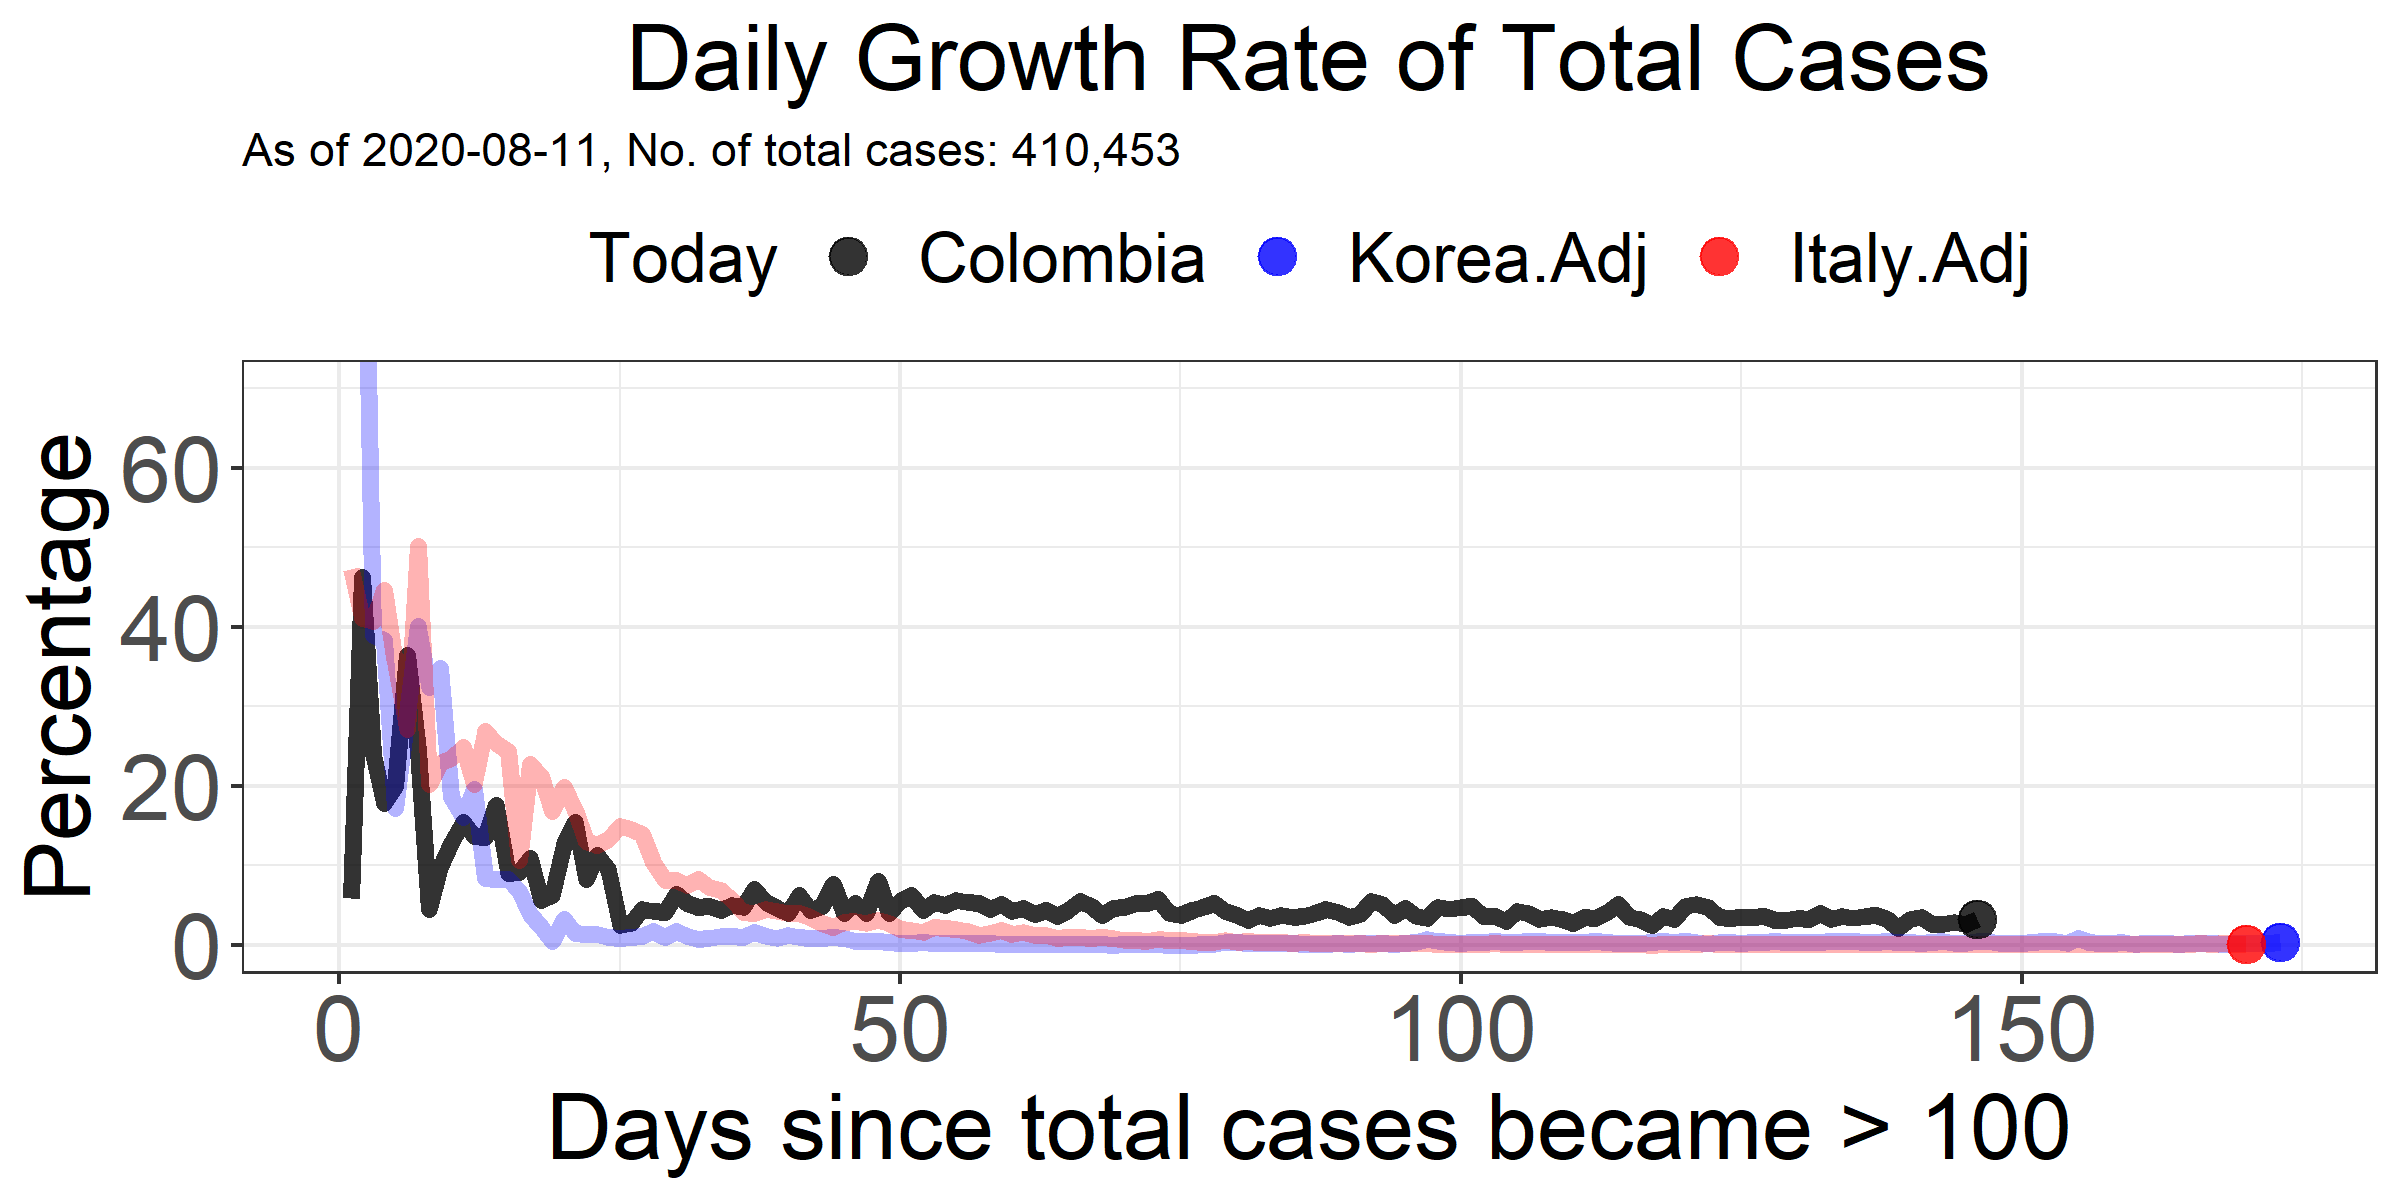 Daily Growth Rate of Total Cases
As of 2020-08-11, No. of total cases: 410,453
Today Colombia Korea.Adj Italy.Adj
Percentage
60
40
20
0
0 50 100 150
Days since total cases became > 100